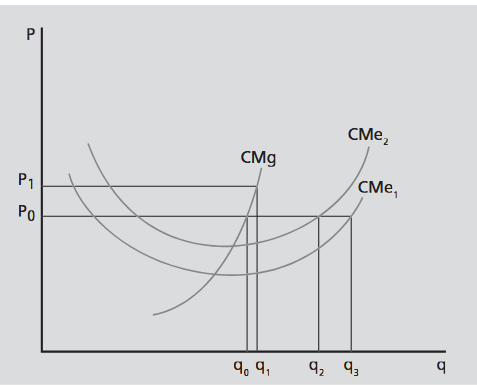 P
CMe₂
CMg
P1
CMe₁
P0
q₀ q₁ q₂ q₃ q